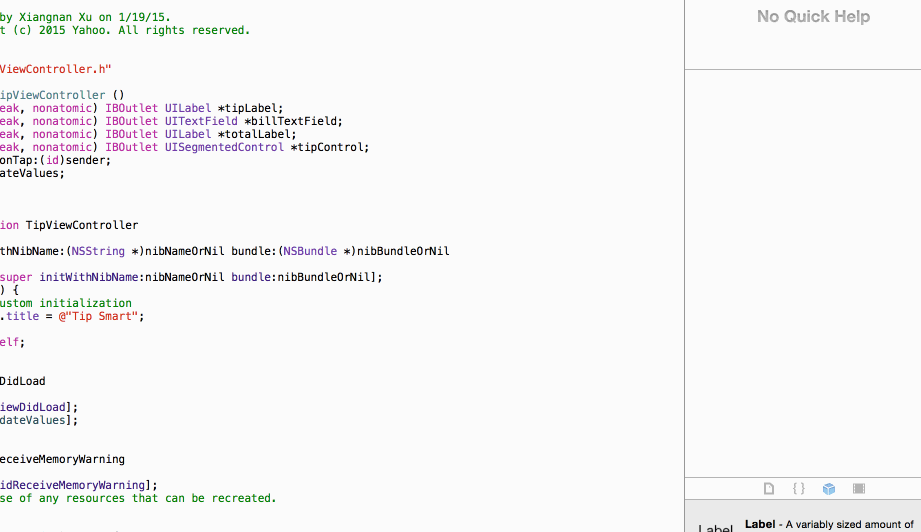 by Xiangnan Xu on 1/19/15.
t (c) 2015 Yahoo. All rights reserved.
ViewController.h"
ipViewController ()
eak, nonatomic) IBOutlet UILabel *tipLabel;
eak, nonatomic) IBOutlet UITextField *billTextField;
eak, nonatomic) IBOutlet UILabel *totalLabel;
eak, nonatomic) IBOutlet UISegmentedControl *tipControl;
onTap:(id)sender;
ateValues;
ion TipViewController
thNibName:(NSString *)nibNameOrNil bundle:(NSBundle *)nibBundleOrNil
super initWithNibName:nibNameOrNil bundle:nibBundleOrNil];
) {
ustom initialization
.title = @"Tip Smart";
elf;
DidLoad
iewDidLoad];
dateValues];
eceiveMemoryWarning
idReceiveMemoryWarning];
se of any resources that can be recreated.
No Quick Help
{ }
Label
Label - A variably sized amount of